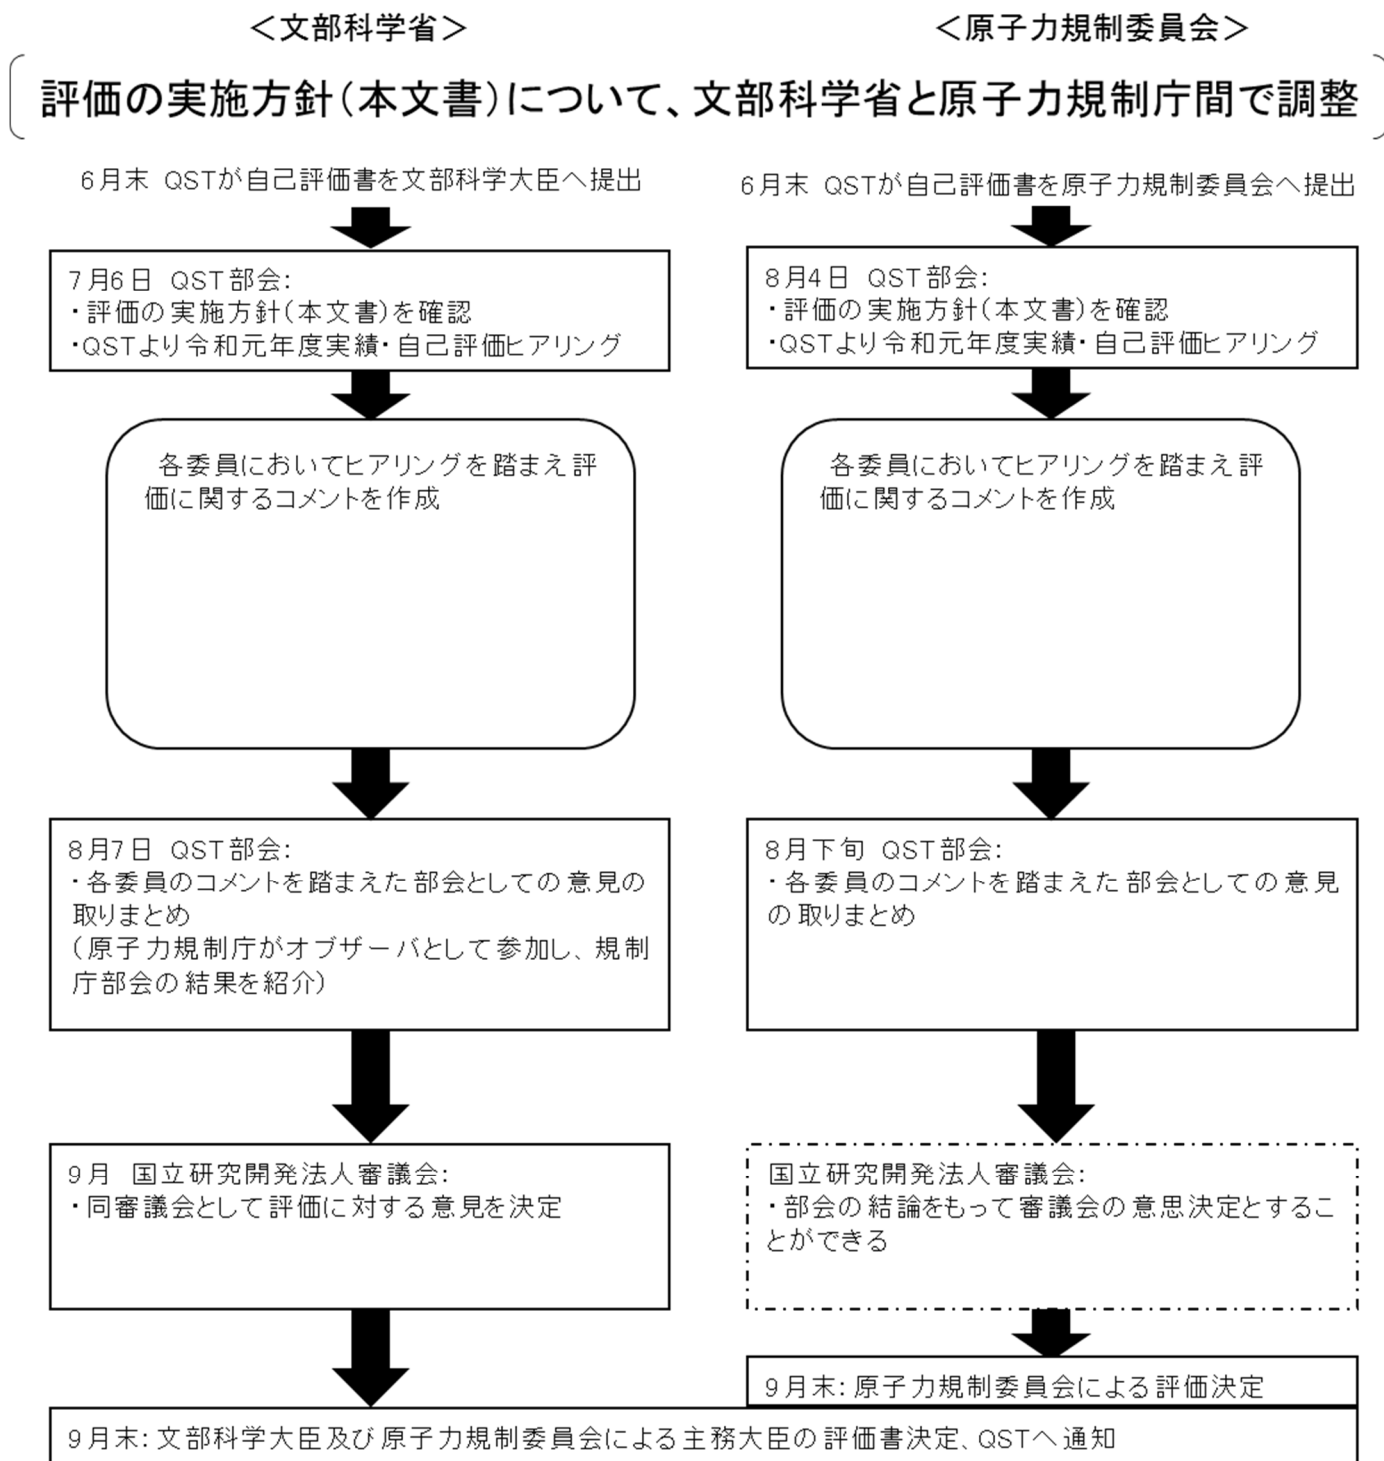 ＜文部科学省＞
＜原子力規制委員会＞
評価の実施方針（本文書）について、文部科学省と原子力規制庁間で調整
6月末 QSTが自己評価書を文部科学大臣へ提出
7月6日 QST部会：
・評価の実施方針（本文書）を確認
・QSTより令和元年度実績・自己評価ヒアリング
各委員においてヒアリングを踏まえ評
価に関するコメントを作成
8月7日 QST部会：
・各委員のコメントを踏まえた部会としての意見の
取りまとめ
（原子力規制庁がオブザーバとして参加し、規制
庁部会の結果を紹介）
9月 国立研究開発法人審議会：
・同審議会として評価に対する意見を決定
6月末 QSTが自己評価書を原子力規制委員会へ提出
8月4日 QST部会：
・評価の実施方針（本文書）を確認
・QSTより令和元年度実績・自己評価ヒアリング
各委員においてヒアリングを踏まえ評
価に関するコメントを作成
8月下旬 QST部会：
・各委員のコメントを踏まえた部会としての意見
の取りまとめ
国立研究開発法人審議会：
・部会の結論をもって審議会の意思決定とするこ
とができる
9月末：原子力規制委員会による評価決定
9月末：文部科学大臣及び原子力規制委員会による主務大臣の評価書決定、QSTへ通知